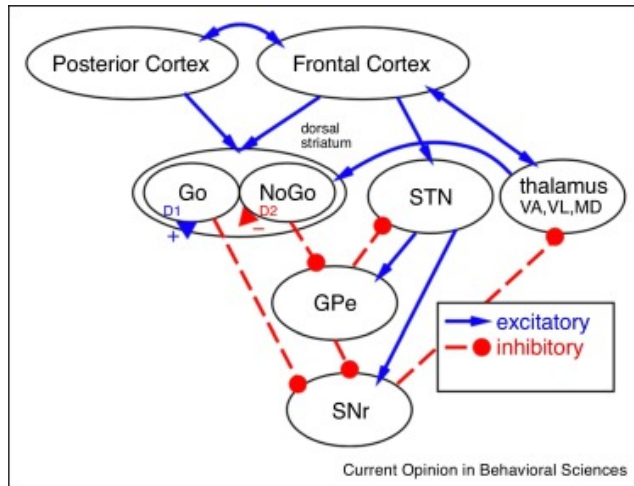 Posterior Cortex
Frontal Cortex
dorsal
striatum
Go
NoGo
D1
D2
+
−
STN
thalamus
VA,VL,MD
GPe
excitatory
inhibitory
SNr
Current Opinion in Behavioral Sciences